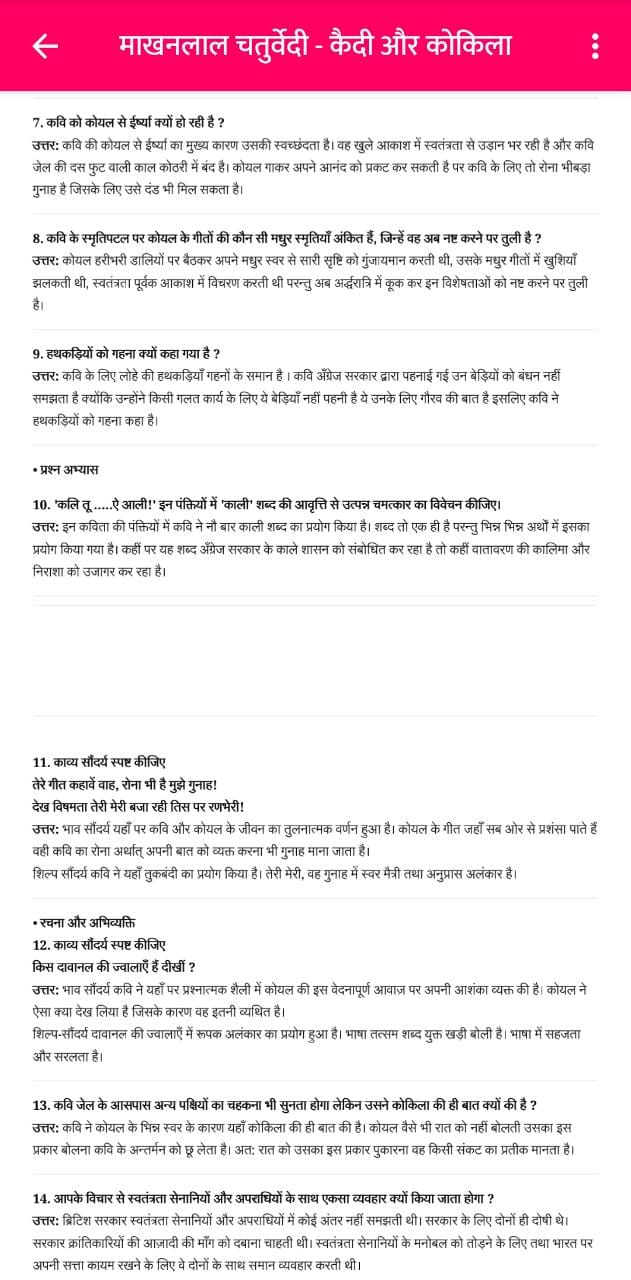 माखनलाल चतुर्वेदी - कैदी और कोकिला
7. कवि को कोयल से ईर्ष्या क्यों हो रही है ?
उत्तर: कवि की कोयल से ईर्ष्या का मुख्य कारण उसकी स्वच्छंदता है। वह खुले आकाश में स्वतंत्रता से उड़ान भर रही है और कवि
जेल की दस फुट वाली काल कोठरी में बंद है। कोयल गाकर अपने आनंद को प्रकट कर सकती है पर कवि के लिए तो रोना भीबड़ा
गुनाह है जिसके लिए उसे दंड भी मिल सकता है।
8. कवि के स्मृतिपटल पर कोयल के गीतों की कौन सी मधुर स्मृतियाँ अंकित हैं, जिन्हें वह अब नष्ट करने पर तुली है ?
उत्तर: कोयल हरीभरी डालियों पर बैठकर अपने मधुर स्वर से सारी सृष्टि को गुंजायमान करती थी, उसके मधुर गीतों में खुशियाँ
झलकती थी, स्वतंत्रता पूर्वक आकाश में विचरण करती थी परन्तु अब अर्द्धरात्रि में कूक कर इन विशेषताओं को नष्ट करने पर तुली
है।
9. हथकड़ियों को गहना क्यों कहा गया है ?
उत्तर: कवि के लिए लोहे की हथकड़ियाँ गहनों के समान है । कवि अँग्रेज सरकार द्वारा पहनाई गई उन बेड़ियों को बंधन नहीं
समझता है क्योंकि उन्होंने किसी गलत कार्य के लिए ये बेड़ियाँ नहीं पहनी है ये उनके लिए गौरव की बात है इसलिए कवि ने
हथकड़ियों को गहना कहा है।
• प्रश्न अभ्यास
10. 'कलि तू .....ऐ आली!' इन पंक्तियों में 'काली' शब्द की आवृत्ति से उत्पन्न चमत्कार का विवेचन कीजिए।
उत्तर: इन कविता की पंक्तियों में कवि ने नौ बार काली शब्द का प्रयोग किया है। शब्द तो एक ही है परन्तु भिन्न भिन्न अर्थों में इसका
प्रयोग किया गया है। कहीं पर यह शब्द अँग्रेज सरकार के काले शासन को संबोधित कर रहा है तो कहीं वातावरण की कालिमा और
निराशा को उजागर कर रहा है।
11. काव्य सौंदर्य स्पष्ट कीजिए
तेरे गीत कहावें वाह, रोना भी है मुझे गुनाह!
देख विषमता तेरी मेरी बजा रही तिस पर रणभेरी!
उत्तर: भाव सौंदर्य यहाँ पर कवि और कोयल के जीवन का तुलनात्मक वर्णन हुआ है। कोयल के गीत जहाँ सब ओर से प्रशंसा पाते हैं
वही कवि का रोना अर्थात् अपनी बात को व्यक्त करना भी गुनाह माना जाता है।
शिल्प सौंदर्य कवि ने यहाँ तुकबंदी का प्रयोग किया है। तेरी मेरी, वह गुनाह में स्वर मैत्री तथा अनुप्रास अलंकार है।
• रचना और अभिव्यक्ति
12. काव्य सौंदर्य स्पष्ट कीजिए
किस दावानल की ज्वालाएँ हैं दीखीं ?
उत्तर: भाव सौंदर्य कवि ने यहाँ पर प्रश्नात्मक शैली में कोयल की इस वेदनापूर्ण आवाज़ पर अपनी आशंका व्यक्त की है। कोयल ने
ऐसा क्या देख लिया है जिसके कारण वह इतनी व्यथित है।
शिल्प-सौंदर्य दावानल की ज्वालाएँ में रूपक अलंकार का प्रयोग हुआ है। भाषा तत्सम शब्द युक्त खड़ी बोली है। भाषा में सहजता
और सरलता है।
13. कवि जेल के आसपास अन्य पक्षियों का चहकना भी सुनता होगा लेकिन उसने कोकिला की ही बात क्यों की है ?
उत्तर: कवि ने कोयल के भिन्न स्वर के कारण यहाँ कोकिला की ही बात की है। कोयल वैसे भी रात को नहीं बोलती उसका इस
प्रकार बोलना कवि के अन्तर्मन को छू लेता है। अत: रात को उसका इस प्रकार पुकारना वह किसी संकट का प्रतीक मानता है।
14. आपके विचार से स्वतंत्रता सेनानियों और अपराधियों के साथ एकसा व्यवहार क्यों किया जाता होगा ?
उत्तर: ब्रिटिश सरकार स्वतंत्रता सेनानियों और अपराधियों में कोई अंतर नहीं समझती थी। सरकार के लिए दोनों ही दोषी थे।
सरकार क्रांतिकारियों की आज़ादी की माँग को दबाना चाहती थी। स्वतंत्रता सेनानियों के मनोबल को तोड़ने के लिए तथा भारत पर
अपनी सत्ता कायम रखने के लिए वे दोनों के साथ समान व्यवहार करती थी।